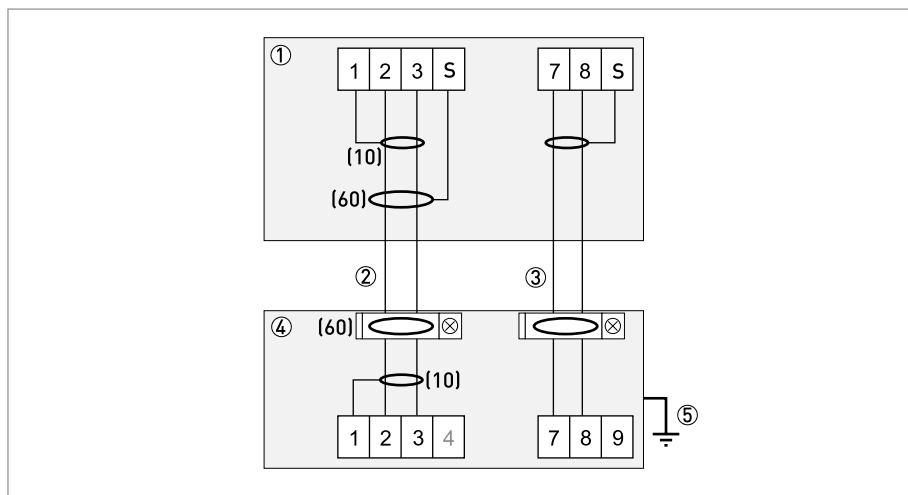 ①
1 2 3 S
7 8 S
(10)
(60)
②
③
④
(60)
(10)
1 2 3 4
7 8 9
⑤